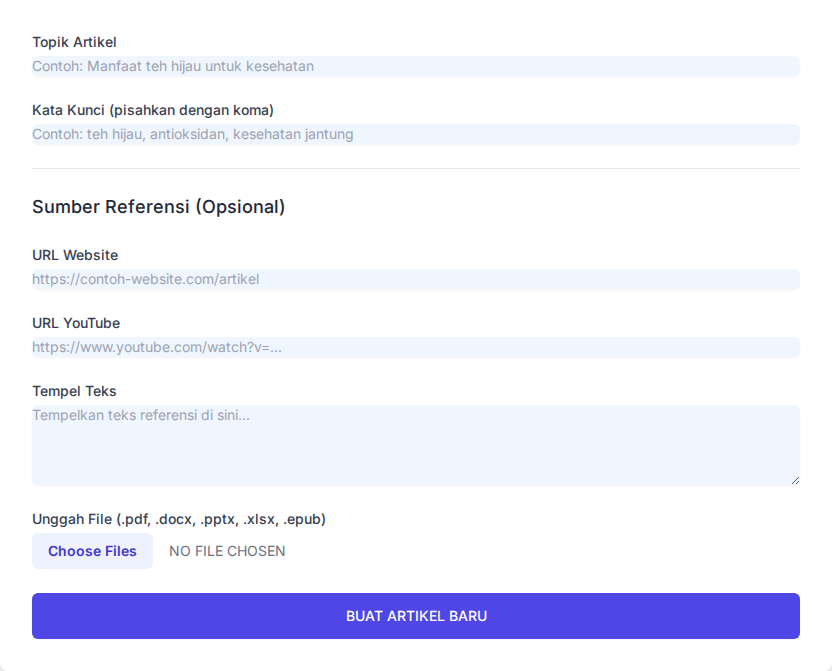 Topik Artikel
Contoh: Manfaat teh hijau untuk kesehatan
Kata Kunci (pisahkan dengan koma)
Contoh: teh hijau, antioksidan, kesehatan jantung
Sumber Referensi (Opsional)
URL Website
https://contoh-website.com/artikel
URL YouTube
https://www.youtube.com/watch?v=...
Tempel Teks
Tempelkan teks referensi di sini...
Unggah File (.pdf, .docx, .pptx, .xlsx, .epub)
Choose Files NO FILE CHOSEN
BUAT ARTIKEL BARU